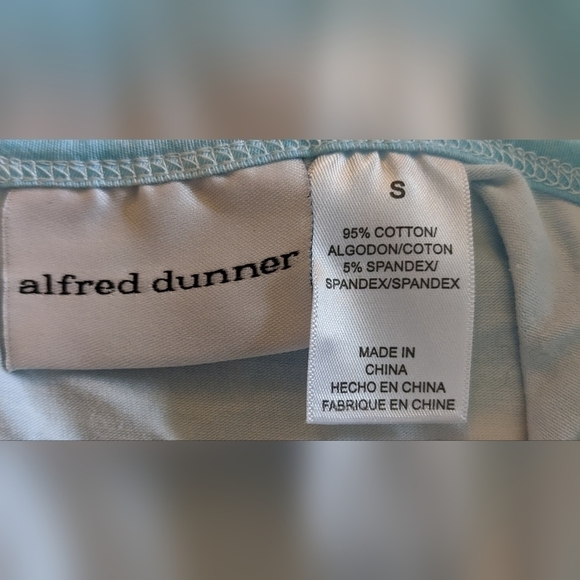 alfred dunner
S
95% COTTON/
ALGODON/COTON
5% SPANDEX/
SPANDEX/SPANDEX
MADE IN
CHINA
HECHO EN CHINA
FABRIQUE EN CHINE